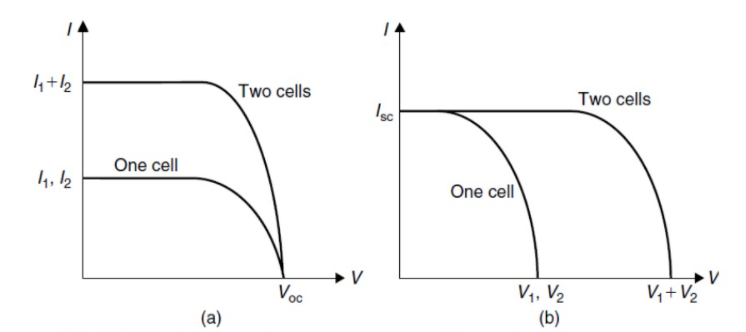 I
I₁+I₂
Two cells
One cell
I₁, I₂
V
Voc
(a)
I
Isc
Two cells
One cell
V
V₁, V₂
V₁+V₂
(b)